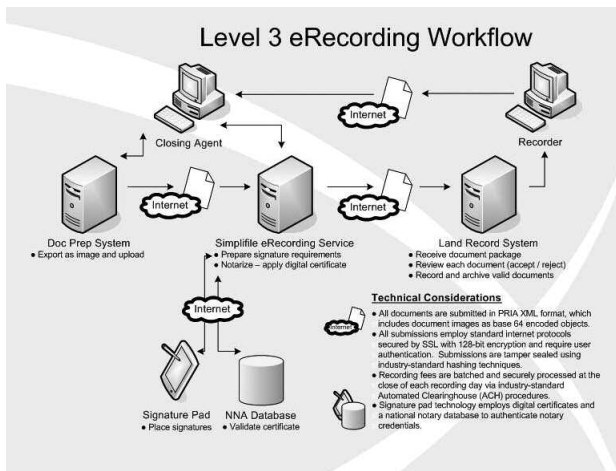 Level 3 eRecording Workflow
Internet
Closing Agent
Recorder
Internet
Internet
Doc Prep System
● Export as image and upload
Simplifile eRecording Service
● Prepare signature requirements
● Notarize – apply digital certificate
Land Record System
● Receive document package
● Review each document (accept / reject)
● Record and archive valid documents
Internet
Signature Pad
● Place signatures
NNA Database
● Validate certificate
Technical Considerations
Internet
● All documents are submitted in PRIA XML format, which
includes document images as base 64 encoded objects.
● All submissions employ standard internet protocols
secured by SSL with 128-bit encryption and require user
authentication. Submissions are tamper sealed using
industry-standard hashing techniques.
● Recording fees are batched and securely processed at the
close of each recording day via industry-standard
Automated Clearinghouse (ACH) procedures.
● Signature pad technology employs digital certificates and
a national notary database to authenticate notary
credentials.